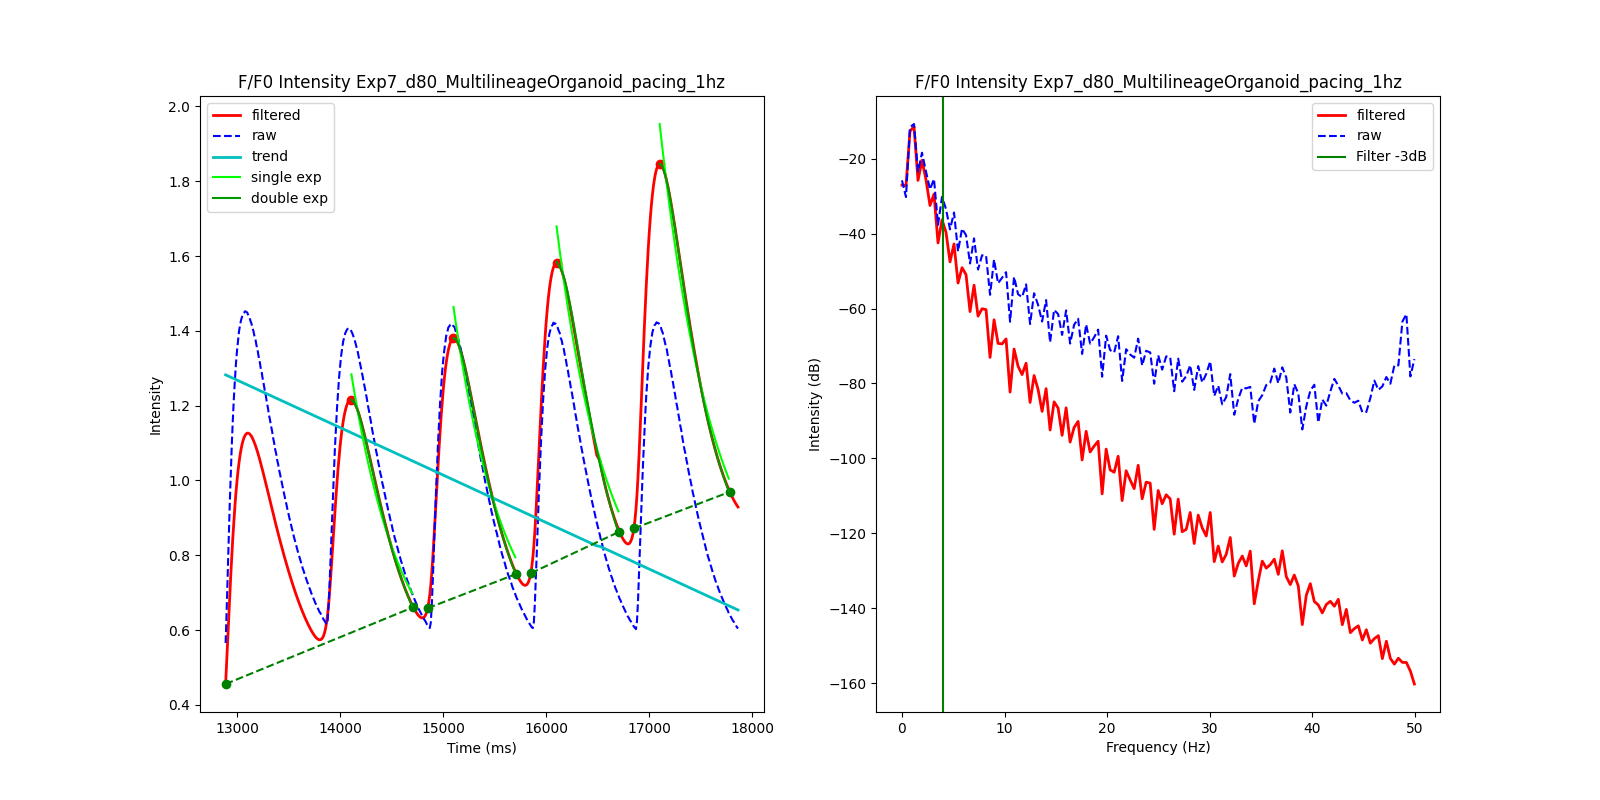 F/F0 Intensity Exp7_d80_MultilineageOrganoid_pacing_1hz
Intensity
2.0
1.8
1.6
1.4
1.2
1.0
0.8
0.6
0.4
filtered
raw
trend
single exp
double exp
13000 14000 15000 16000 17000 18000
Time (ms)
F/F0 Intensity Exp7_d80_MultilineageOrganoid_pacing_1hz
Intensity (dB)
−20
−40
−60
−80
−100
−120
−140
−160
filtered
raw
Filter -3dB
0 10 20 30 40 50
Frequency (Hz)